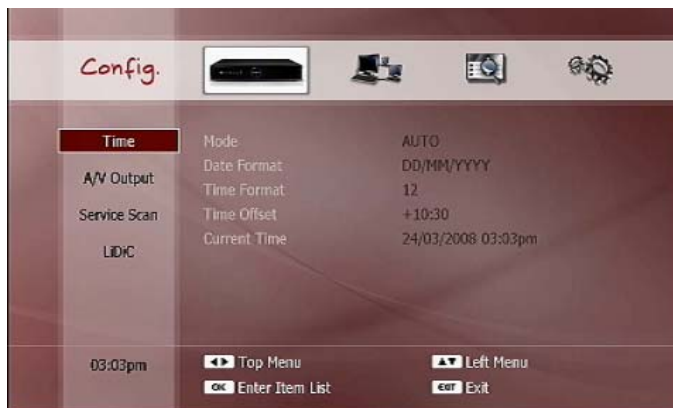 Config.
Time
A/V Output
Service Scan
LiDiC
Mode AUTO
Date Format DD/MM/YYYY
Time Format 12
Time Offset +10:30
Current Time 24/03/2008 03:03pm
03:03pm
Top Menu
Left Menu
OK Enter Item List
EXIT Exit